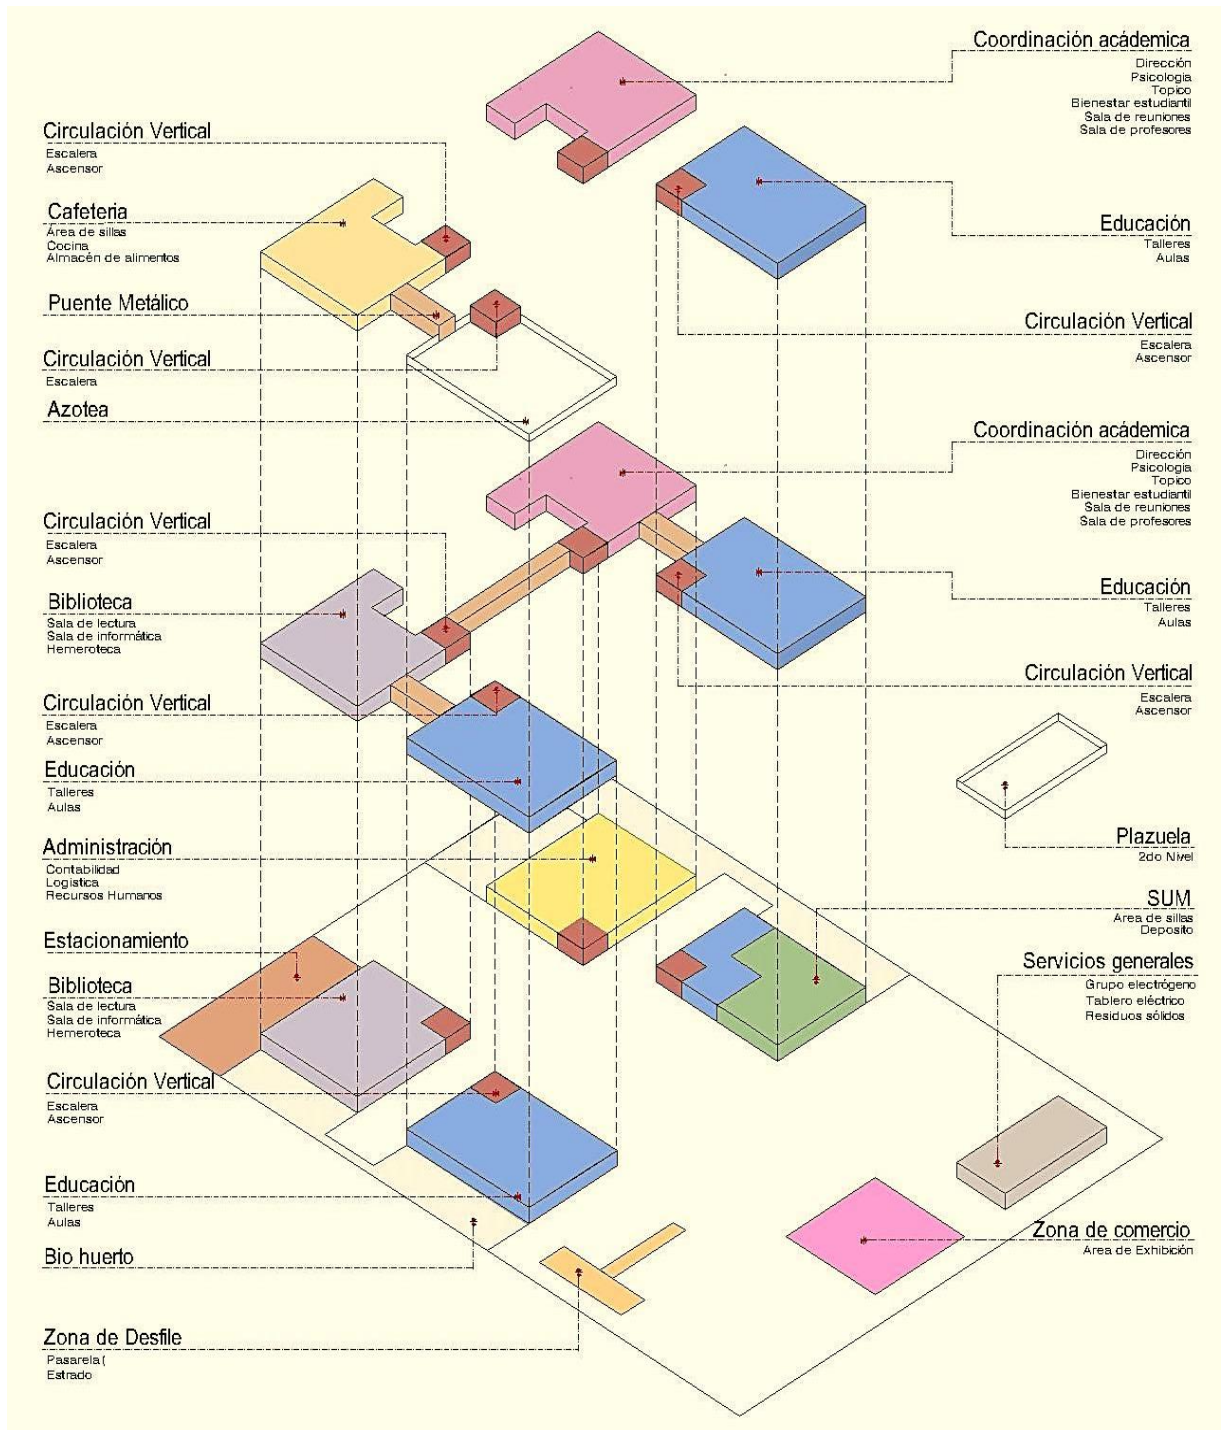 Coordinación acádemica
Dirección
Psicologia
Topico
Bienestar estudiantil
Sala de reuniones
Sala de profesores
Circulación Vertical
Escalera
Ascensor
Cafeteria
Área de sillas
Cocina
Almacén de alimentos
Educación
Talleres
Aulas
Puente Metálico
Circulación Vertical
Escalera
Ascensor
Circulación Vertical
Escalera
Azotea
Coordinación acádemica
Dirección
Psicologia
Topico
Bienestar estudiantil
Sala de reuniones
Sala de profesores
Circulación Vertical
Escalera
Ascensor
Educación
Talleres
Aulas
Biblioteca
Sala de lectura
Sala de informática
Hemeroteca
Circulación Vertical
Escalera
Ascensor
Circulación Vertical
Escalera
Ascensor
Educación
Talleres
Aulas
Plazuela
2do Nivel
Administración
Contabilidad
Logistica
Recursos Humanos
SUM
Area de sillas
Deposito
Estacionamiento
Servicios generales
Grupo electrógeno
Tablero eléctrico
Residuos sólidos
Biblioteca
Sala de lectura
Sala de informática
Hemeroteca
Circulación Vertical
Escalera
Ascensor
Educación
Talleres
Aulas
Zona de comercio
Area de Exhibición
Bio huerto
Zona de Desfile
Pasarela (
Estrado